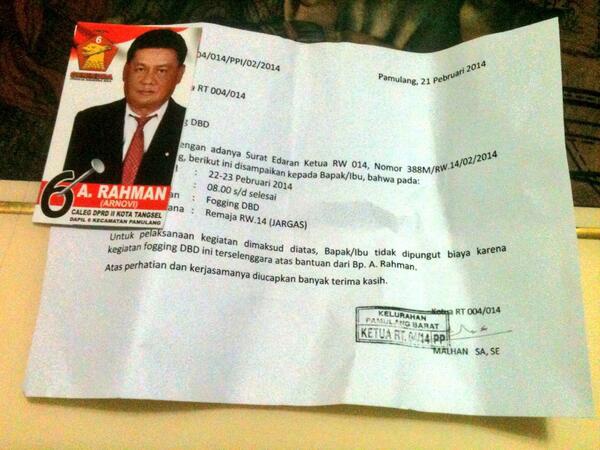 6
GERINDRA
6
A. RAHMAN
(ARNOVI)
CALEG DPRD II KOTA TANGSEL
DAPIL 6 KECAMATAN PAMULANG
04/014/PPI/02/2014
Pamulang, 21 Pebruari 2014
RT 004/014
DBD
engan adanya Surat Edaran Ketua RW 014, Nomor 388M/RW.14/02/2014
berikut ini disampaikan kepada Bapak/Ibu, bahwa pada:
: 22-23 Pebruari 2014
: 08.00 s/d selesai
: Fogging DBD
: Remaja RW.14 (JARGAS)
Untuk pelaksanaan kegiatan dimaksud diatas, Bapak/Ibu tidak dipungut biaya karena
kegiatan fogging DBD ini terselenggara atas bantuan dari Bp. A. Rahman.
Atas perhatian dan kerjasamanya diucapkan banyak terima kasih.
Ketua RT 004/014
KELURAHAN
PAMULANG BARAT
KETUA RT. 04/14 PP
MALHAN SA, SE